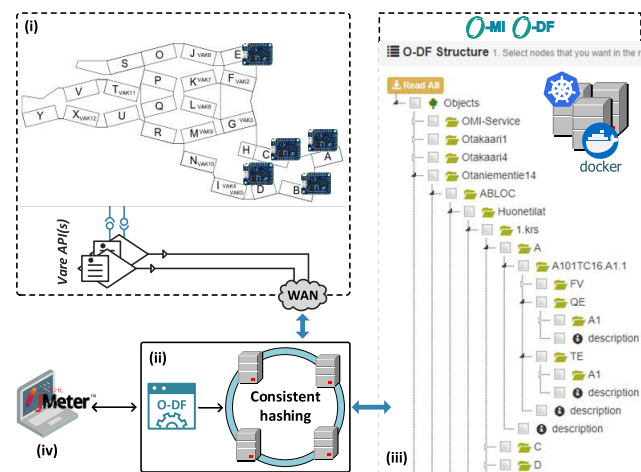 (i)
S
O
J VAK6
E
P
K VAK7
F VAK2
V
T VAK11
Q
L VAK8
Y
X VAK12
U
G VAK3
R
M VAK9
H
C
A
N VAK10
I VAK4
VAK5
D
B
Vare API(s)
WAN
(ii)
O-DF
Consistent
hashing
JMeter™
(iv)
O-MI O-DF
O-DF Structure 1. Select nodes that you want in the r
Read All
docker
Objects
OMI-Service
Otakaari1
Otakaari4
Otaniementie14
ABLOC
Huonetilat
1.krs
A
A101TC16.A1.1
FV
QE
A1
description
TE
A1
description
description
description
C
D
(iii)